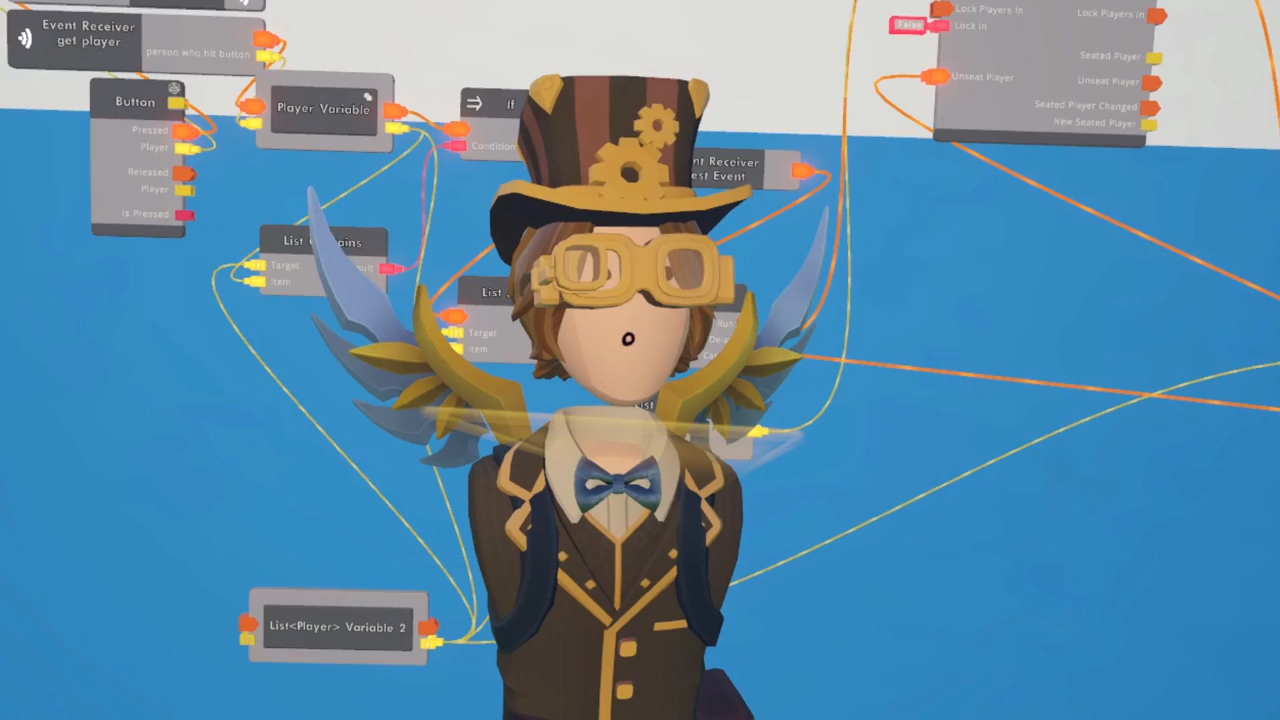 Event Receiver
get player
person who hit button
Button
Pressed
Player
Released
Player
Is Pressed
Player Variable
If
Condition
Receiver
Event
List
Target
Item
List
Target
Item
List<Player> Variable 2
Lock Players In
Lock Players In
False
Lock In
Seated Player
Unseat Player
Unseat Player
Seated Player Changed
New Seated Player